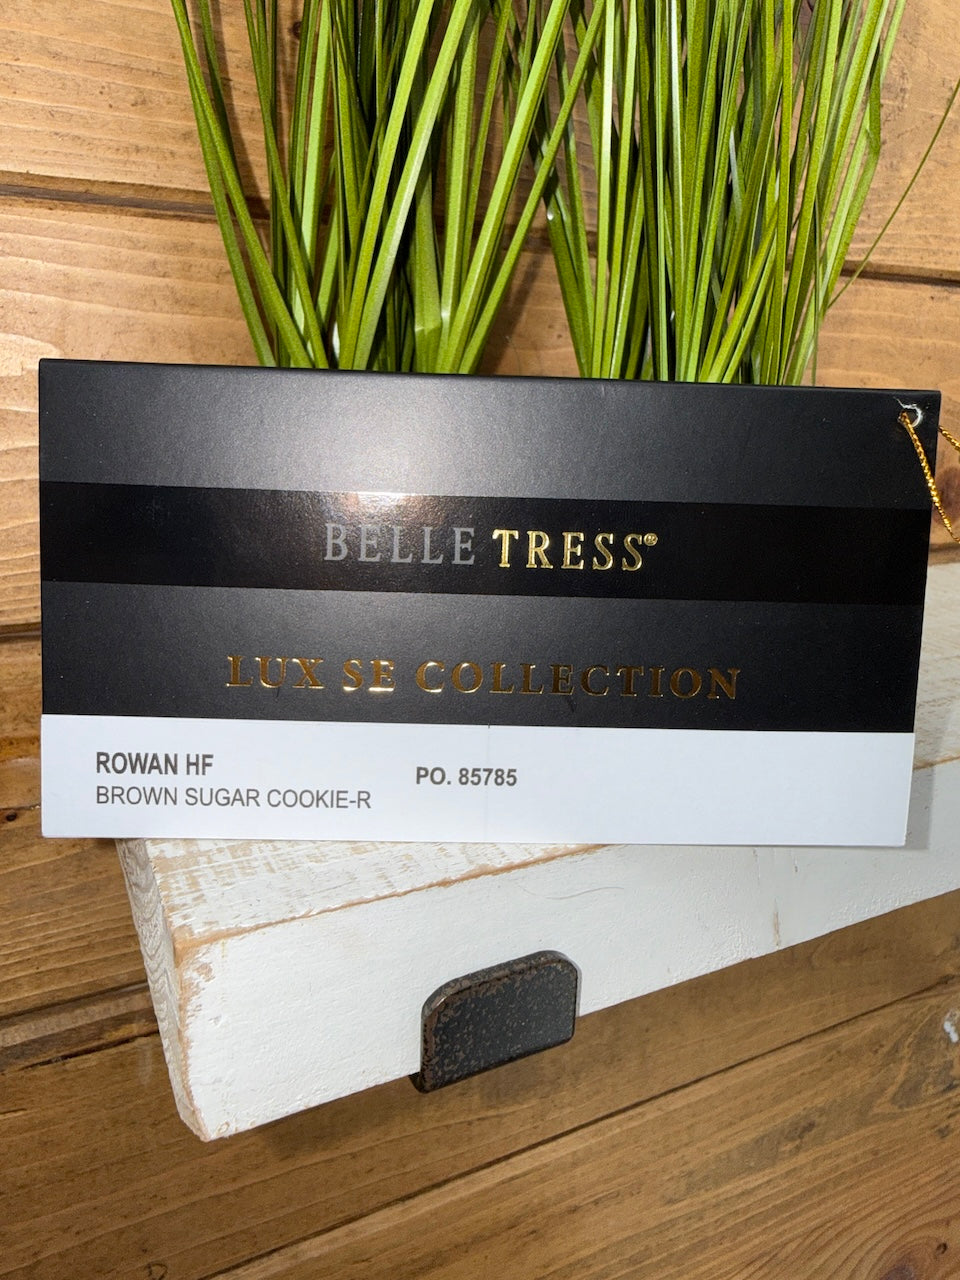 BELLE TRESS®
LUX SE COLLECTION
ROWAN HF
BROWN SUGAR COOKIE-R
PO. 85785